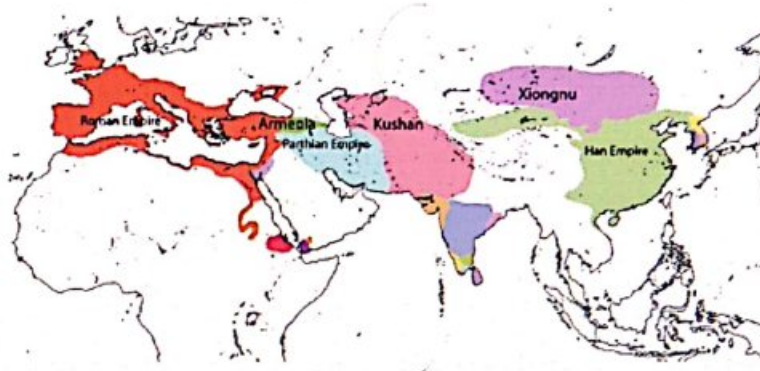 Roman Empire
Armenia
Parthian Empire
Kushan
Xiongnu
Han Empire